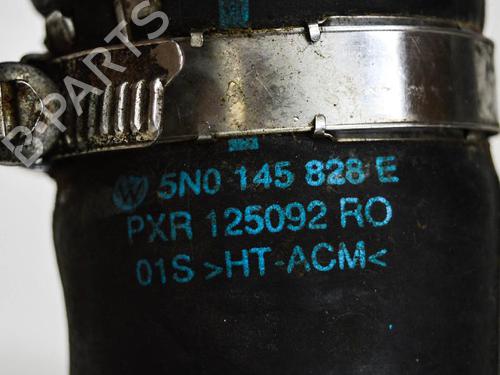 B-PARTS
5N0 145 828 E
PXR 125092 RO
01S >HT-ACM<